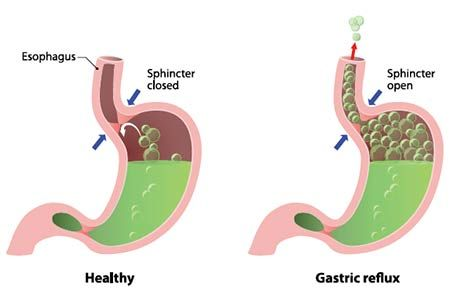 Esophagus
Sphincter
closed
Sphincter
open
Healthy
Gastric reflux